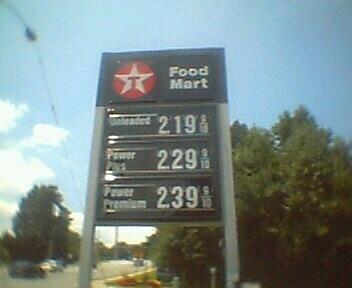 T
Food
Mart
Unleaded 2 19 9/10
Power
Plus 2 29 9/10
Power
Premium 2 39 9/10